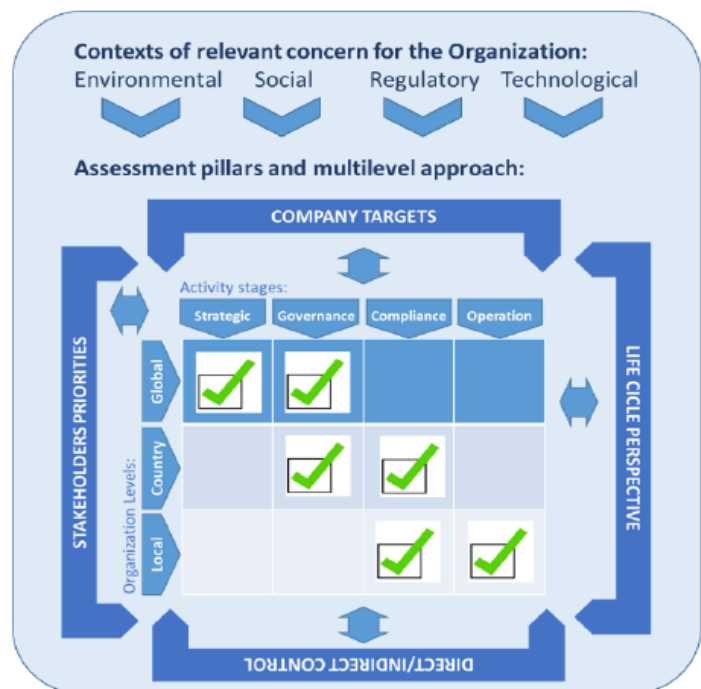 Contexts of relevant concern for the Organization:
Environmental Social Regulatory Technological
Assessment pillars and multilevel approach:
COMPANY TARGETS
Activity stages:
Strategic Governance Compliance Operation
STAKEHOLDERS PRIORITIES
Organization Levels:
Global
Country
Local
LIFE CICLE PERSPECTIVE
DIRECT/INDIRECT CONTROL